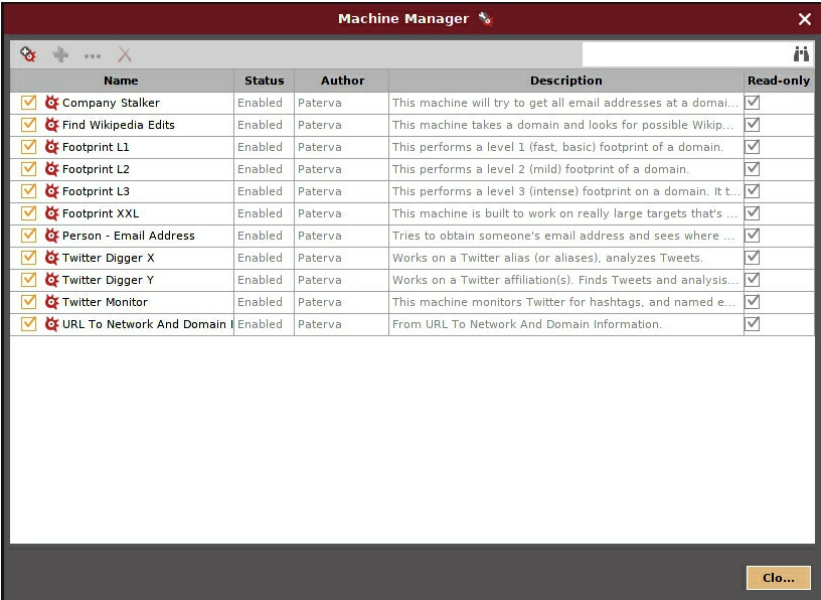 Machine Manager
Name Status Author Description Read-only
Company Stalker Enabled Paterva This machine will try to get all email addresses at a domai...
Find Wikipedia Edits Enabled Paterva This machine takes a domain and looks for possible Wikip...
Footprint L1 Enabled Paterva This performs a level 1 (fast, basic) footprint of a domain.
Footprint L2 Enabled Paterva This performs a level 2 (mild) footprint of a domain.
Footprint L3 Enabled Paterva This performs a level 3 (intense) footprint on a domain. It t...
Footprint XXL Enabled Paterva This machine is built to work on really large targets that's ...
Person - Email Address Enabled Paterva Tries to obtain someone's email address and sees where ...
Twitter Digger X Enabled Paterva Works on a Twitter alias (or aliases), analyzes Tweets.
Twitter Digger Y Enabled Paterva Works on a Twitter affiliation(s). Finds Tweets and analysis...
Twitter Monitor Enabled Paterva This machine monitors Twitter for hashtags, and named e...
URL To Network And Domain I Enabled Paterva From URL To Network And Domain Information.
Clo...